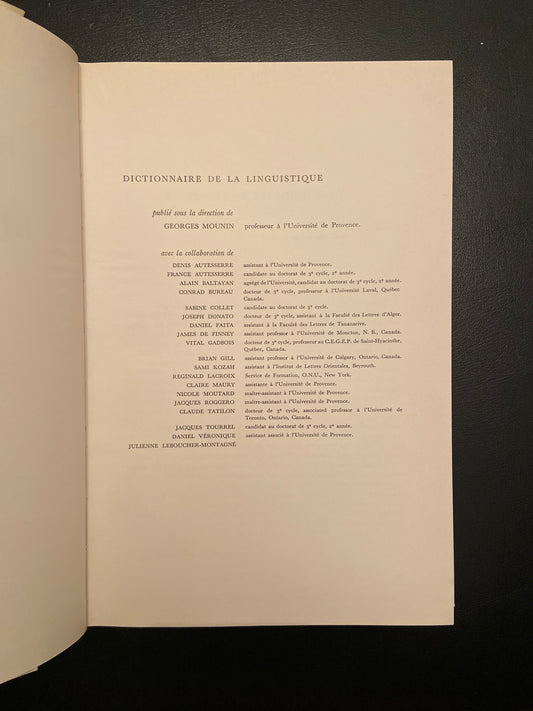 DICTIONNAIRE DE LA LINGUISTIQUE
publié sous la direction de
GEORGES MOUNIN professeur à l'Université de Provence.
avec la collaboration de
DENIS AUTESSERRE assistant à l'Université de Provence.
FRANCE AUTESSERRE candidate au doctorat de 3e cycle, 2e année.
ALAIN BALTAYAN agrégé de l'Université, candidat au doctorat de 3e cycle, 2e année.
CONRAD BUREAU docteur de 3e cycle, professeur à l'Université Laval, Québec
Canada.
SABINE COLLET candidate au doctorat de 3e cycle.
JOSEPH DONATO docteur de 3e cycle, assistant à la Faculté des Lettres d'Alger.
DANIEL FAITA assistant à la Faculté des Lettres de Tananarive.
JAMES DE FINNEY assistant professor à l'Université de Moncton, N. B., Canada.
VITAL GADBOIS docteur de 3e cycle, professeur au C.E.G.E.P. de Saint-Hyacinthe,
Québec, Canada.
BRIAN GILL assistant professor à l'Université de Calgary, Ontario, Canada.
SAMI KOZAH assistant à l'Institut de Lettres Orientales, Beyrouth.
REGINALD LACROIX Service de Formation, O.N.U., New York.
CLAIRE MAURY assistante à l'Université de Provence.
NICOLE MOUTARD maître-assistant à l'Université de Provence.
JACQUES ROGGERO maître-assistant à l'Université de Provence.
CLAUDE TATILON docteur de 3e cycle, associated professor à l'Université de
Toronto, Ontario, Canada.
JACQUES TOURREL candidat au doctorat de 3e cycle, 2e année.
DANIEL VÉRONIQUE assistant associé à l'Université de Provence.
JULIENNE LEBOUCHER-MONTAGNÉ